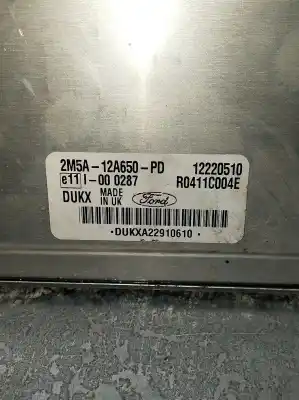 2M5A-12A650-PD 12220510
e11 I-00 0287 R0411C004E
DUKX MADE IN UK Ford
·DUKXA22910610·